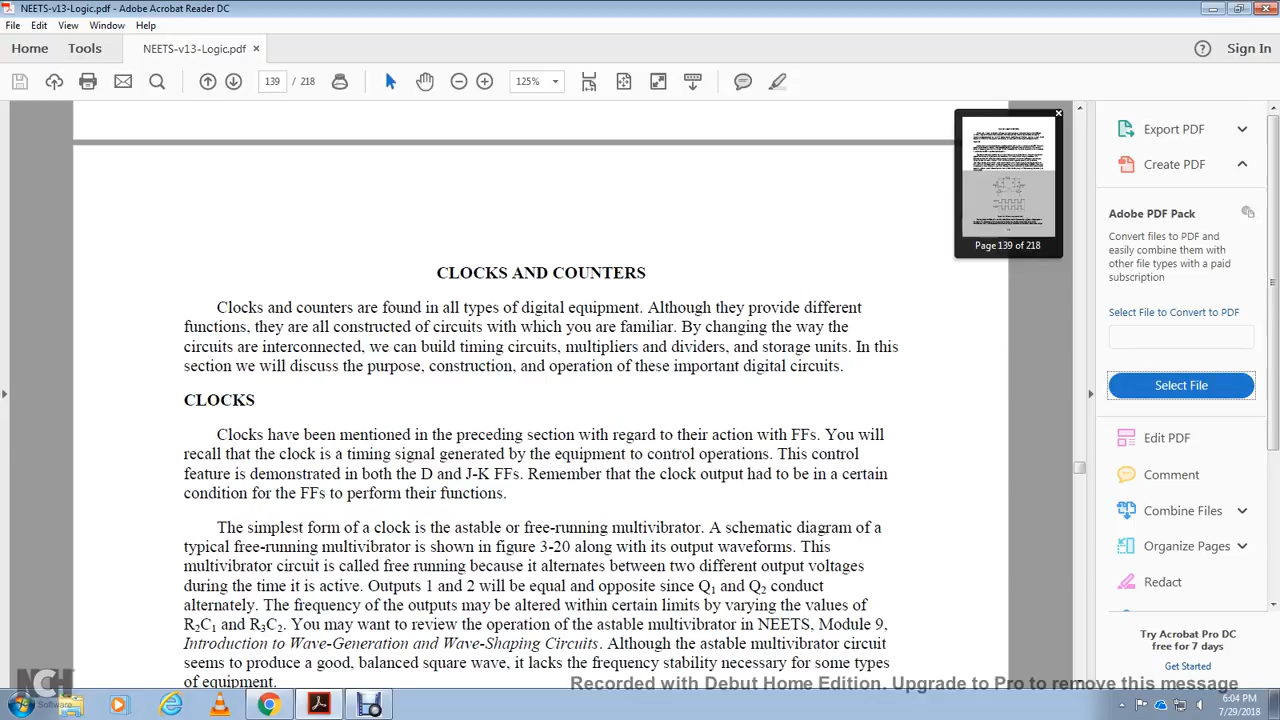 NEETS-v13-Logic.pdf - Adobe Acrobat Reader DC
File Edit View Window Help
Home Tools NEETS-v13-Logic.pdf × Sign In
139 / 218 125%
CLOCKS AND COUNTERS
Clocks and counters are found in all types of digital equipment. Although they provide different
functions, they are all constructed of circuits with which you are familiar. By changing the way the
circuits are interconnected, we can build timing circuits, multipliers and dividers, and storage units. In this
section we will discuss the purpose, construction, and operation of these important digital circuits.
CLOCKS
Clocks have been mentioned in the preceding section with regard to their action with FFs. You will
recall that the clock is a timing signal generated by the equipment to control operations. This control
feature is demonstrated in both the D and J-K FFs. Remember that the clock output had to be in a certain
condition for the FFs to perform their functions.
The simplest form of a clock is the astable or free-running multivibrator. A schematic diagram of a
typical free-running multivibrator is shown in figure 3-20 along with its output waveforms. This
multivibrator circuit is called free running because it alternates between two different output voltages
during the time it is active. Outputs 1 and 2 will be equal and opposite since Q1 and Q2 conduct
alternately. The frequency of the outputs may be altered within certain limits by varying the values of
R2C1 and R3C2. You may want to review the operation of the astable multivibrator in NEETS, Module 9,
Introduction to Wave-Generation and Wave-Shaping Circuits. Although the astable multivibrator circuit
seems to produce a good, balanced square wave, it lacks the frequency stability necessary for some types
of equipment.
Page 139 of 218
Export PDF
Create PDF
Adobe PDF Pack
Convert files to PDF and
easily combine them with
other file types with a paid
subscription
Select File to Convert to PDF
Select File
Edit PDF
Comment
Combine Files
Organize Pages
Redact
Try Acrobat Pro DC
free for 7 days
Get Started
Recorded with Debut Home Edition. Upgrade to Pro to remove this message
NCH
Software
6:04 PM
7/29/2018